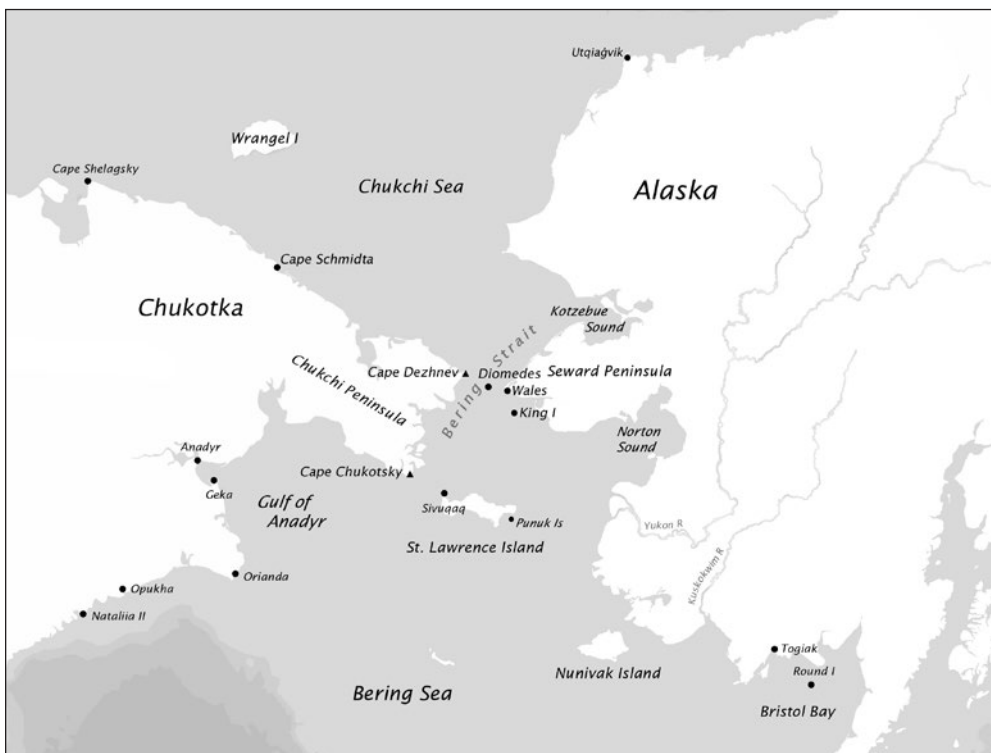 Utqiaġvik
Wrangel I
Cape Shelagsky
Chukchi Sea
Alaska
Cape Schmidta
Chukotka
Kotzebue
Sound
Bering Strait
Chukchi Peninsula
Cape Dezhnev
Diomedes
Seward Peninsula
Wales
King I
Norton
Sound
Anadyr
Cape Chukotsky
Geka
Gulf of
Anadyr
Sivuqaq
Punuk Is
Yukon R
St. Lawrence Island
Kuskokwim R
Orianda
Opukha
Nataliia II
Togiak
Nunivak Island
Round I
Bering Sea
Bristol Bay